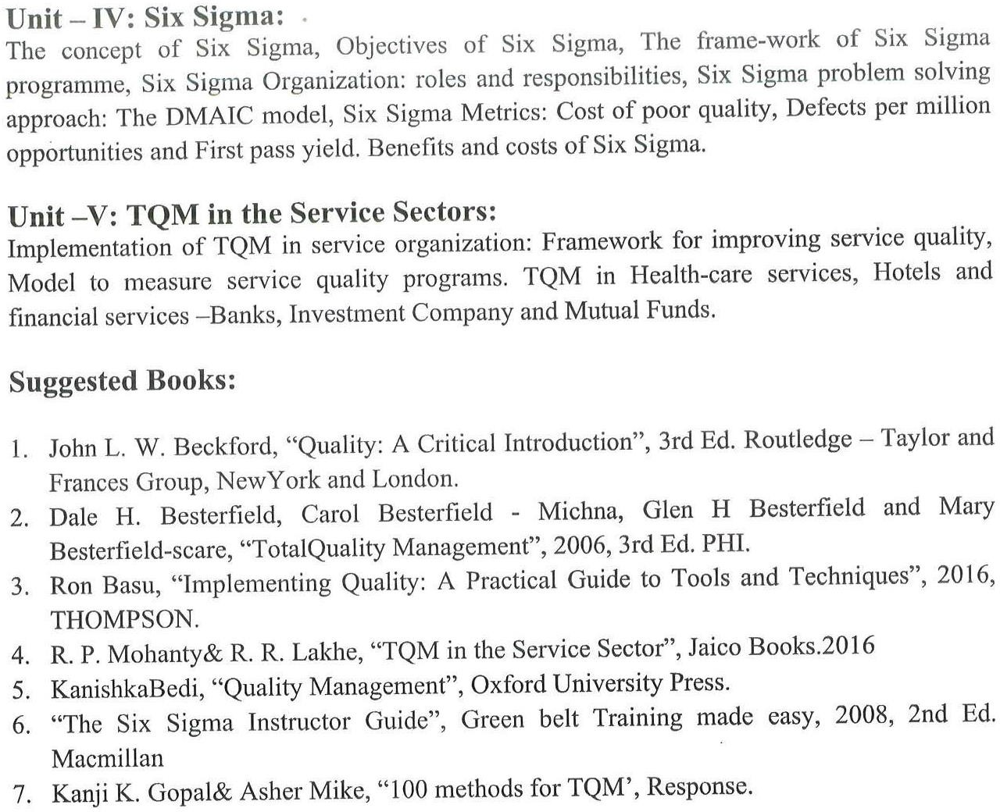 Unit – IV: Six Sigma:
The concept of Six Sigma, Objectives of Six Sigma, The frame-work of Six Sigma
programme, Six Sigma Organization: roles and responsibilities, Six Sigma problem solving
approach: The DMAIC model, Six Sigma Metrics: Cost of poor quality, Defects per million
opportunities and First pass yield. Benefits and costs of Six Sigma.
Unit –V: TQM in the Service Sectors:
Implementation of TQM in service organization: Framework for improving service quality,
Model to measure service quality programs. TQM in Health-care services, Hotels and
financial services –Banks, Investment Company and Mutual Funds.
Suggested Books:
1. John L. W. Beckford, “Quality: A Critical Introduction”, 3rd Ed. Routledge – Taylor and
Frances Group, NewYork and London.
2. Dale H. Besterfield, Carol Besterfield - Michna, Glen H Besterfield and Mary
Besterfield-scare, “TotalQuality Management”, 2006, 3rd Ed. PHI.
3. Ron Basu, “Implementing Quality: A Practical Guide to Tools and Techniques”, 2016,
THOMPSON.
4. R. P. Mohanty& R. R. Lakhe, “TQM in the Service Sector”, Jaico Books.2016
5. KanishkaBedi, “Quality Management”, Oxford University Press.
6. “The Six Sigma Instructor Guide”, Green belt Training made easy, 2008, 2nd Ed.
Macmillan
7. Kanji K. Gopal& Asher Mike, “100 methods for TQM’, Response.